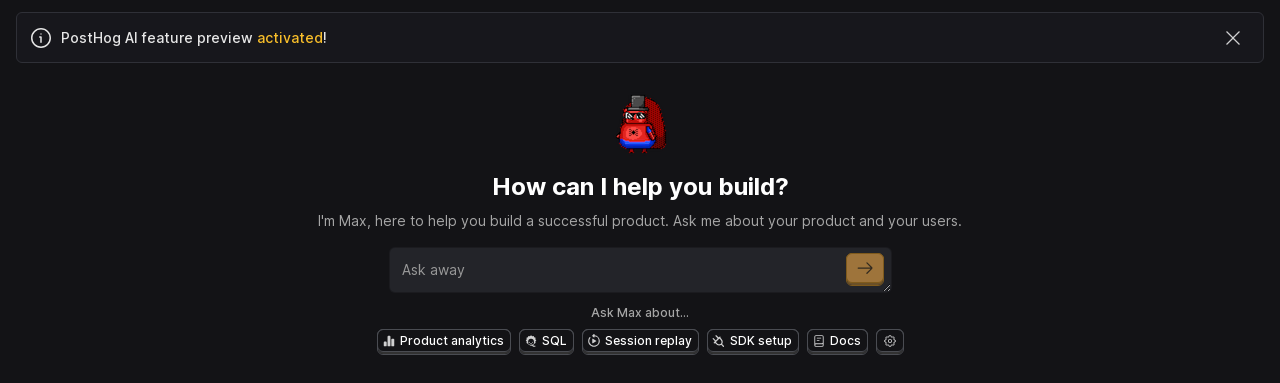 PostHog AI feature preview activated!
How can I help you build?
I'm Max, here to help you build a successful product. Ask me about your product and your users.
Ask away
Ask Max about...
Product analytics SQL Session replay SDK setup Docs